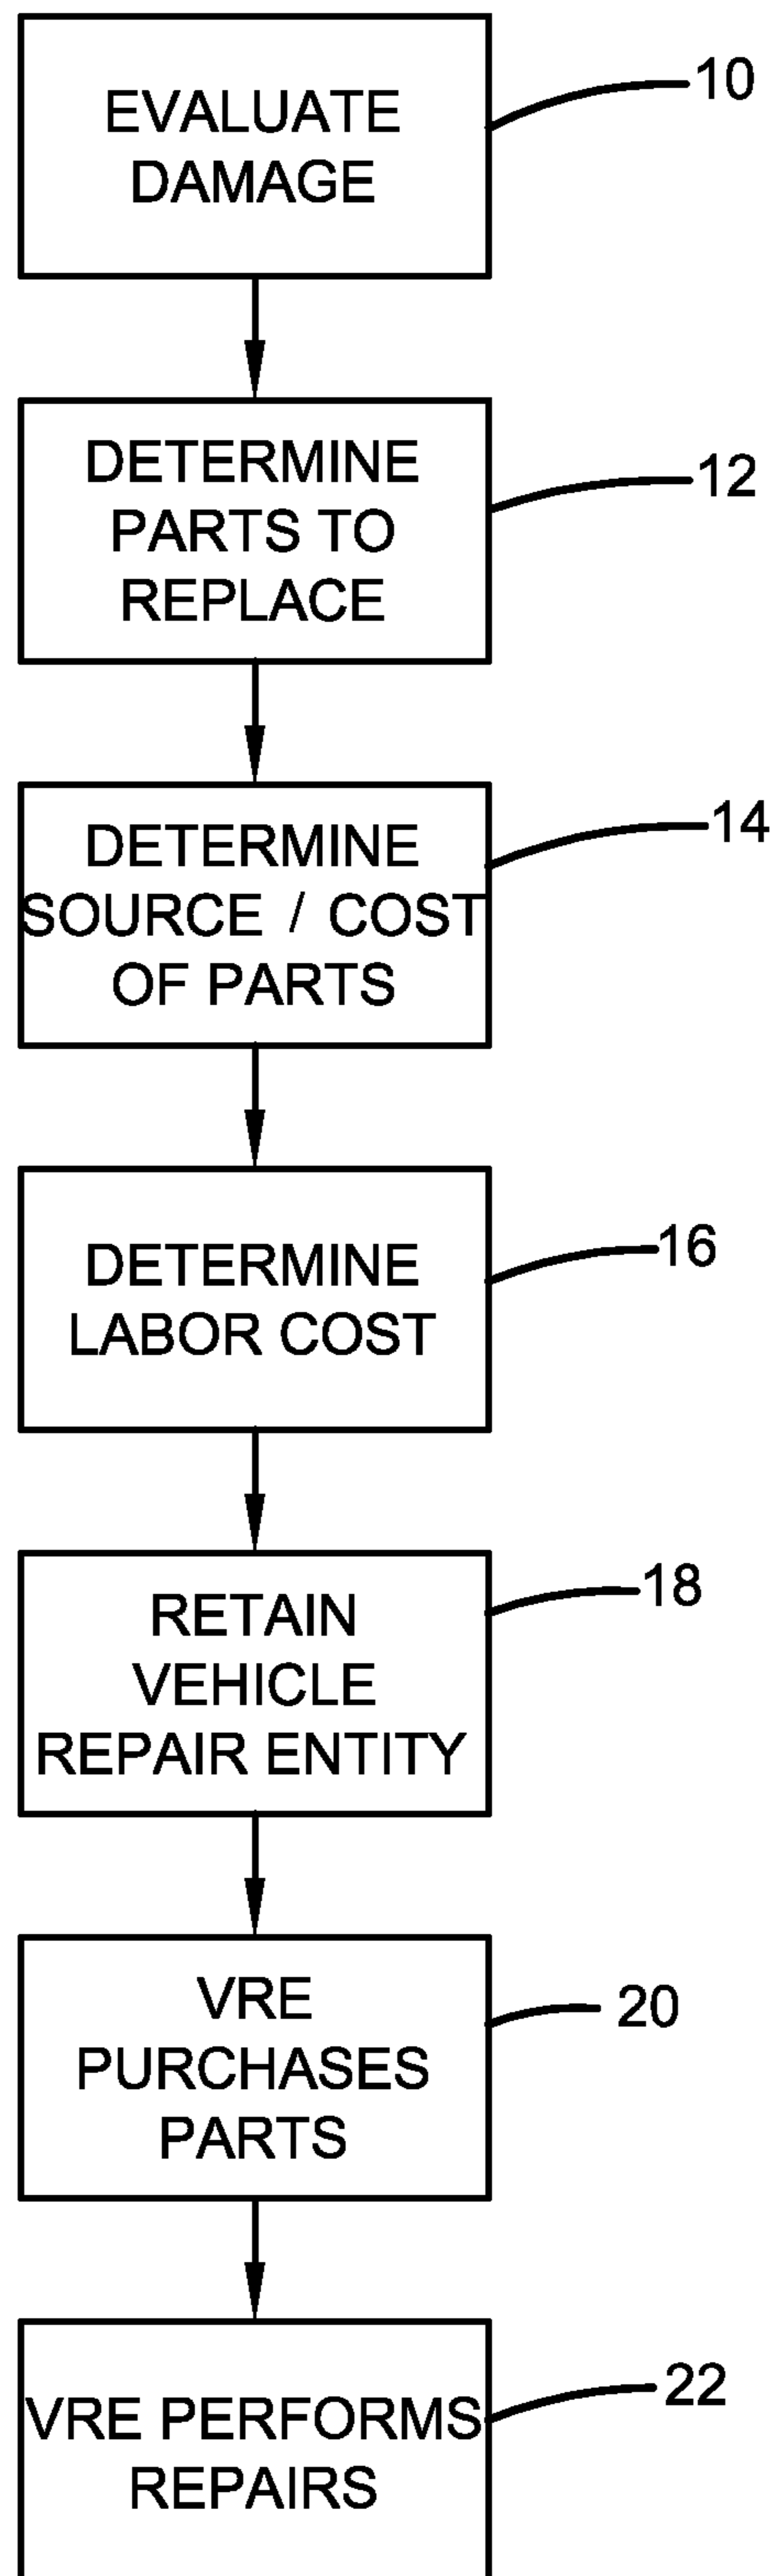 EVALUATE
DAMAGE
10
DETERMINE
PARTS TO
REPLACE
12
DETERMINE
SOURCE / COST
OF PARTS
14
DETERMINE
LABOR COST
16
RETAIN
VEHICLE
REPAIR ENTITY
18
VRE
PURCHASES
PARTS
20
VRE PERFORMS
REPAIRS
22